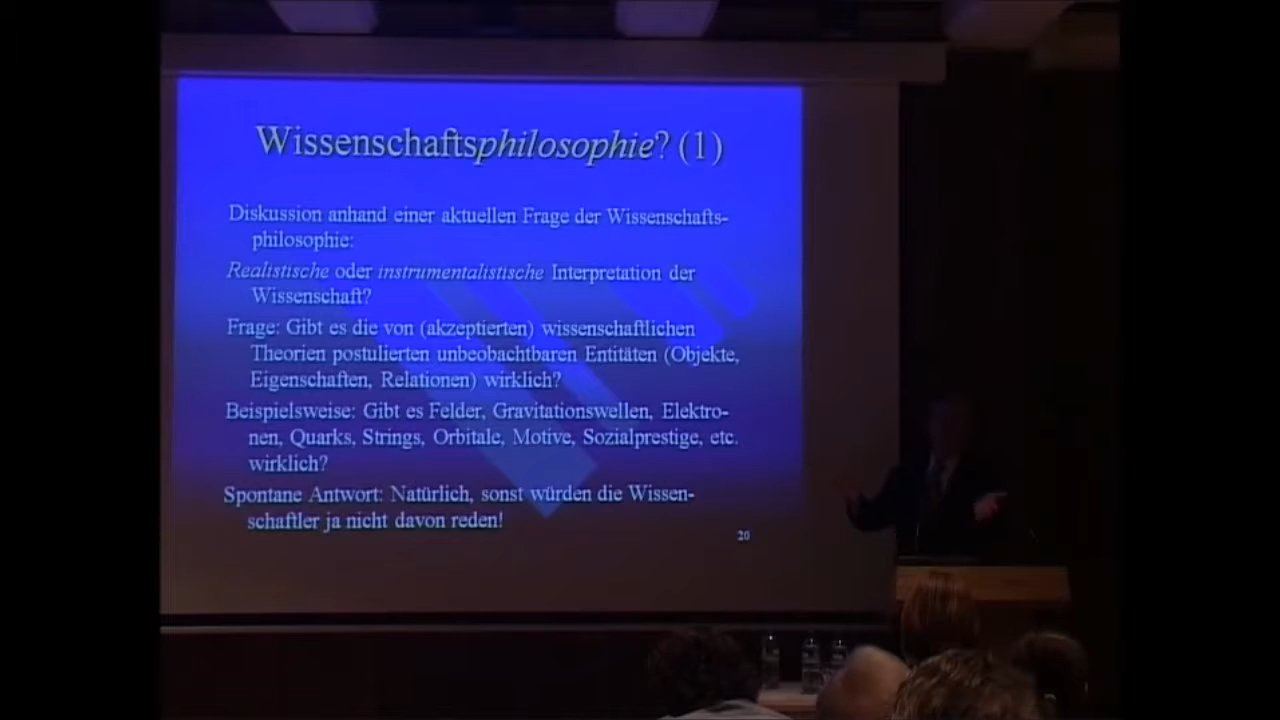 Wissenschaftsphilosophie? (1)
Diskussion anhand einer aktuellen Frage der Wissenschafts-
philosophie:
Realistische oder instrumentalistische Interpretation der
Wissenschaft?
Frage: Gibt es die von (akzeptierten) wissenschaftlichen
Theorien postulierten unbeobachtbaren Entitäten (Objekte,
Eigenschaften, Relationen) wirklich?
Beispielsweise: Gibt es Felder, Gravitationswellen, Elektro-
nen, Quarks, Strings, Orbitale, Motive, Sozialprestige, etc.
wirklich?
Spontane Antwort: Natürlich, sonst würden die Wissen-
schaftler ja nicht davon reden!
20